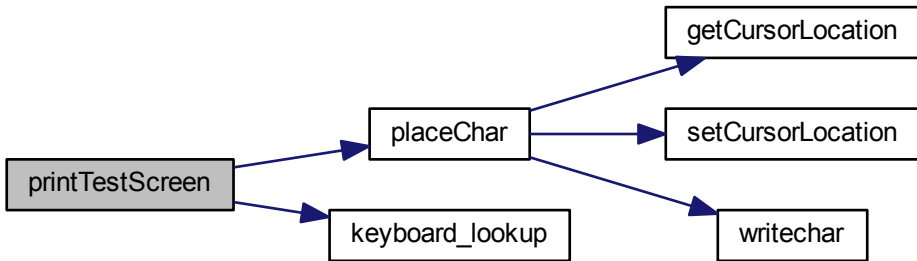 getCursorLocation
placeChar
setCursorLocation
printTestScreen
keyboard_lookup
writechar